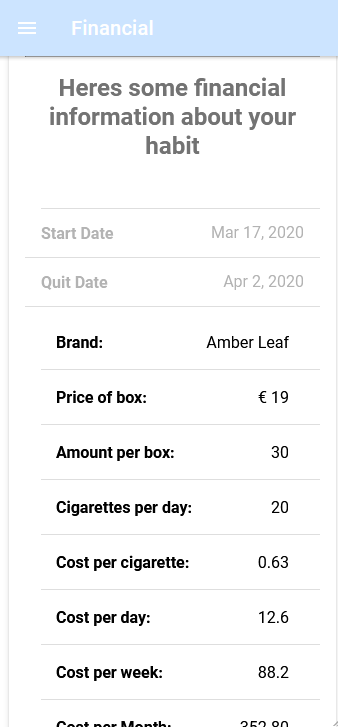 Financial
Heres some financial
information about your
habit
Start Date Mar 17, 2020
Quit Date Apr 2, 2020
Brand: Amber Leaf
Price of box: € 19
Amount per box: 30
Cigarettes per day: 20
Cost per cigarette: 0.63
Cost per day: 12.6
Cost per week: 88.2
Cost per Month: 352.80